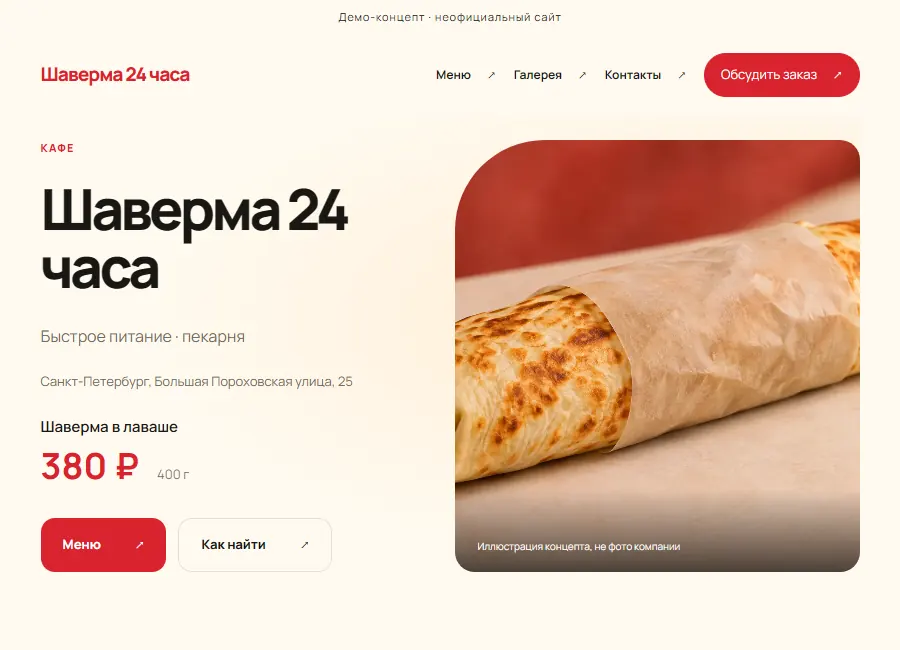 Демо-концепт · неофициальный сайт
Шаверма 24 часа
Меню ↗ Галерея ↗ Контакты ↗ Обсудить заказ ↗
КАФЕ
Шаверма 24
часа
Быстрое питание · пекарня
Санкт-Петербург, Большая Пороховская улица, 25
Шаверма в лаваше
380 ₽ 400 г
Меню ↗ Как найти ↗
Иллюстрация концепта, не фото компании